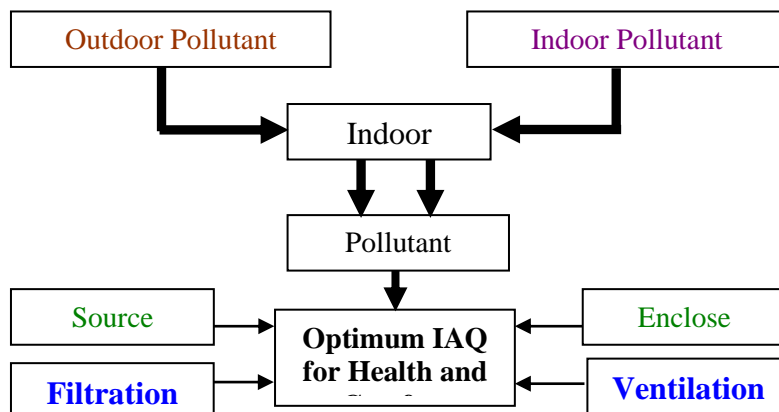 Outdoor Pollutant
Indoor Pollutant
Indoor
Pollutant
Source
Enclose
Optimum IAQ
for Health and
Filtration
Ventilation